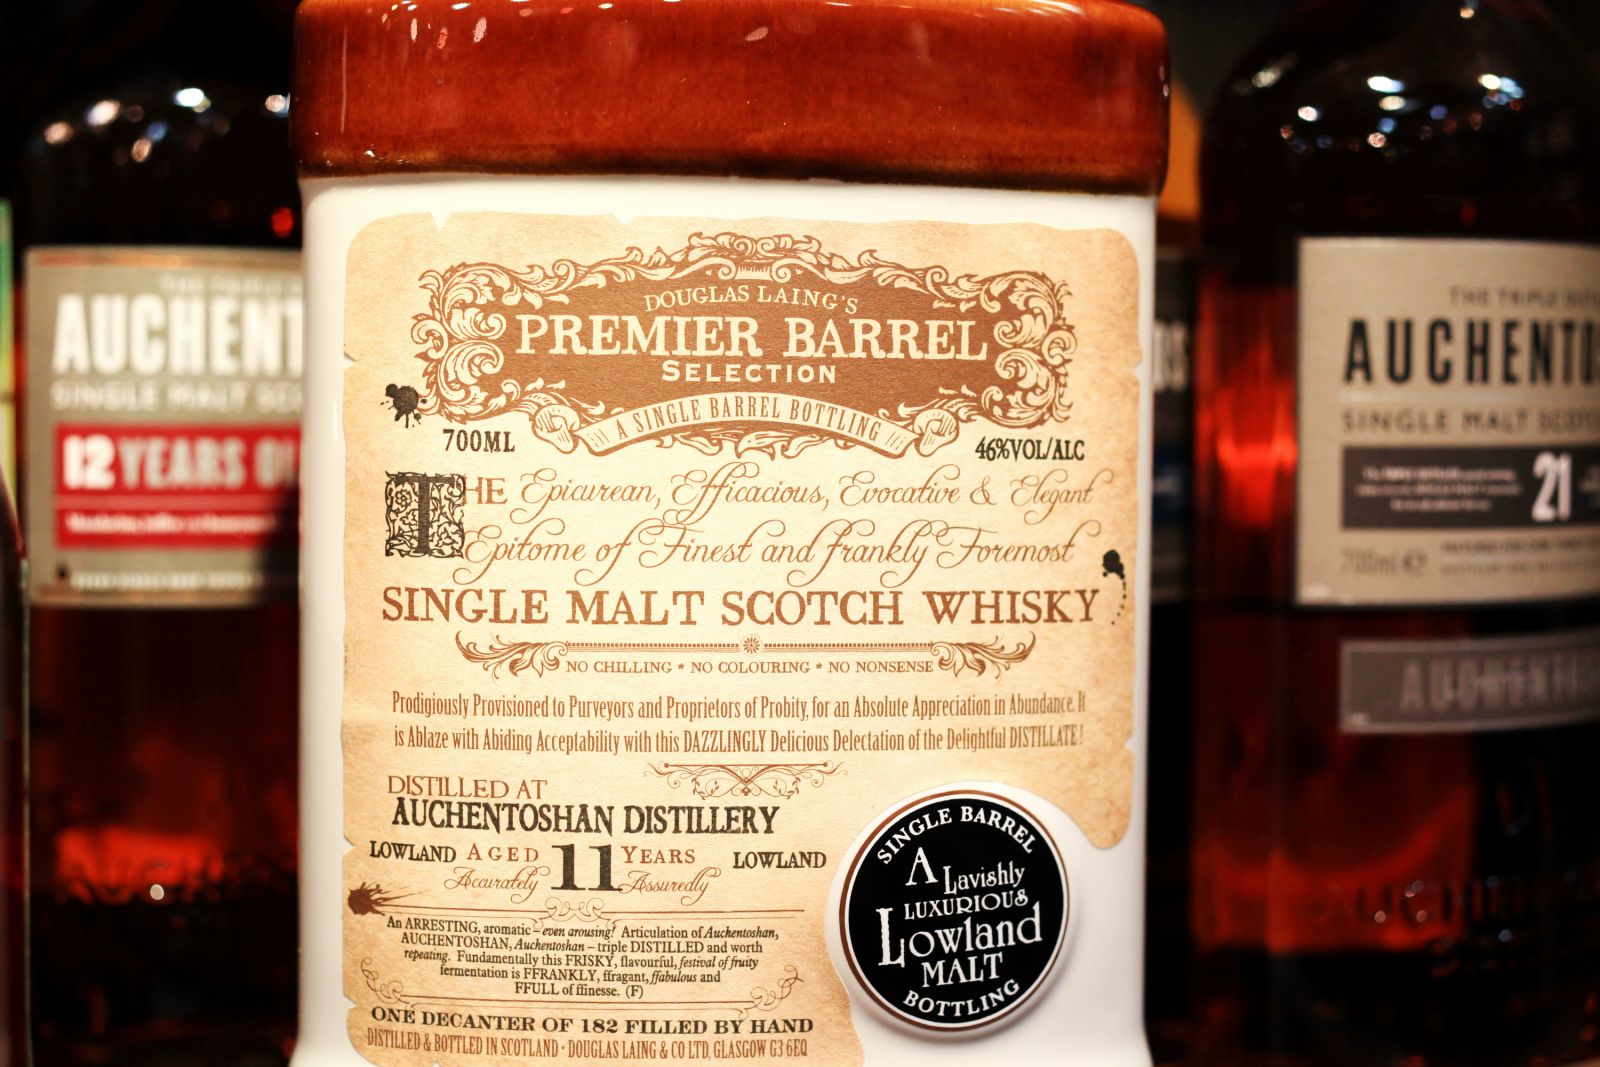 DOUGLAS LAING'S
PREMIER BARREL
SELECTION
A SINGLE BARREL BOTTLING
700ML
46%VOL/ALC
THE Epicurean, Efficacious, Evocative & Elegant
Epitome of Finest and frankly Foremost
SINGLE MALT SCOTCH WHISKY
NO CHILLING * NO COLOURING * NO NONSENSE
Prodigiously Provisioned to Purveyors and Proprietors of Probity, for an Absolute Appreciation in Abundance. It
is Ablaze with Abiding Acceptability with this DAZZLINGLY Delicious Delectation of the Delightful DISTILLATE!
DISTILLED AT
AUCHENTOSHAN DISTILLERY
LOWLAND AGED 11 YEARS LOWLAND
Accurately Assuredly
An ARRESTING, aromatic – even arousing! Articulation of Auchentoshan,
AUCHENTOSHAN, Auchentoshan – triple DISTILLED and worth
repeating. Fundamentally this FRISKY, flavourful, festival of fruity
fermentation is FFRANKLY, ffragant, ffabulous and
FFULL of ffinesse. (F)
ONE DECANTER OF 182 FILLED BY HAND
DISTILLED & BOTTLED IN SCOTLAND · DOUGLAS LAING & CO LTD, GLASGOW G3 6EQ
SINGLE BARREL
A Lavishly
LUXURIOUS
Lowland
MALT
BOTTLING
AUCHENT
SINGLE MALT SCO
12 YEARS OL
THE TRIPLE
AUCHENTOS
SINGLE MALT SCOTCH
21
700ml e
AUCHENTOS